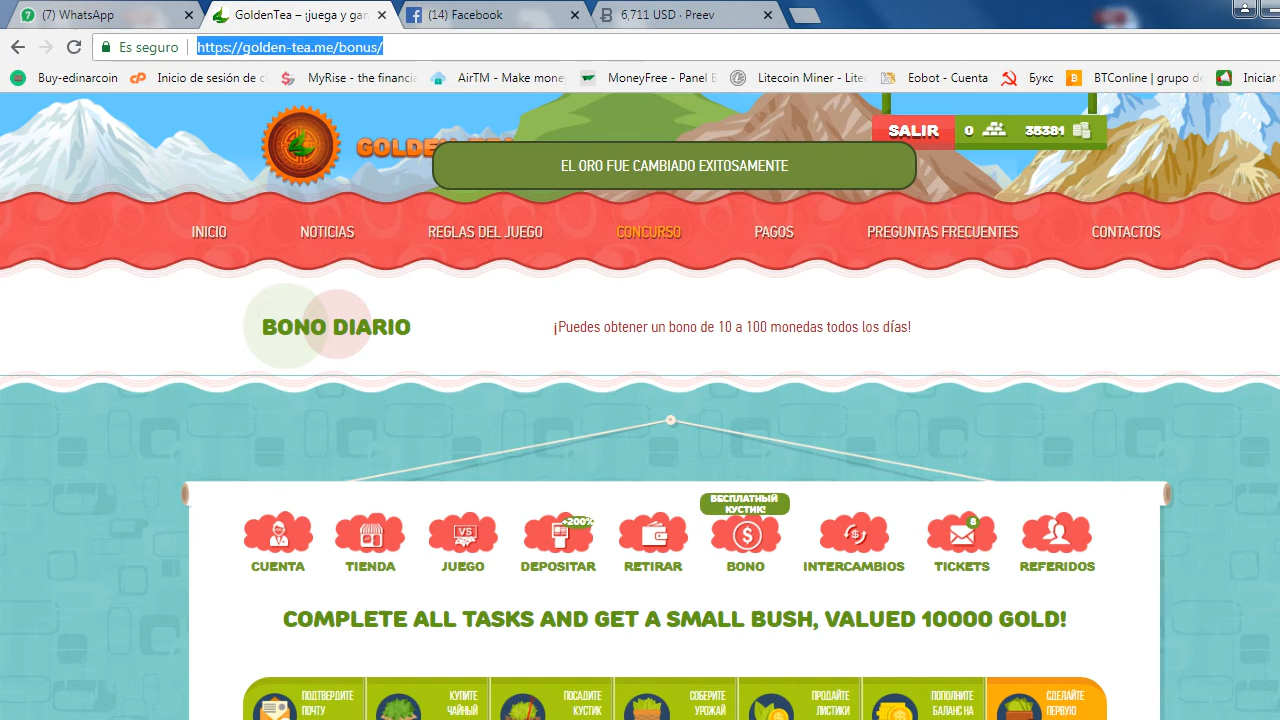 (7) WhatsApp
GoldenTea – ¡juega y gan
(14) Facebook
6,711 USD · Preev
Es seguro
https://golden-tea.me/bonus/
Buy-edinarcoin
Inicio de sesión de c
MyRise - the financia
AirTM - Make mone
MoneyFree - Panel B
Litecoin Miner - Lite
Eobot - Cuenta
Букс
BTConline | grupo de
Iniciar
SALIR
0
38381
EL ORO FUE CAMBIADO EXITOSAMENTE
INICIO
NOTICIAS
REGLAS DEL JUEGO
CONCURSO
PAGOS
PREGUNTAS FRECUENTES
CONTACTOS
BONO DIARIO
¡Puedes obtener un bono de 10 a 100 monedas todos los días!
БЕСПЛАТНЫЙ
КУСТИК!
VS
+200%
8
CUENTA
TIENDA
JUEGO
DEPOSITAR
RETIRAR
BONO
INTERCAMBIOS
TICKETS
REFERIDOS
COMPLETE ALL TASKS AND GET A SMALL BUSH, VALUED 10000 GOLD!
ПОДТВЕРДИТЕ
ПОЧТУ
КУПИТЕ
ЧАЙНЫЙ
ПОСАДИТЕ
КУСТИК
СОБЕРИТЕ
УРОЖАЙ
ПРОДАЙТЕ
ЛИСТИКИ
ПОПОЛНИТЕ
БАЛАНС НА
СДЕЛАЙТЕ
ПЕРВУЮ